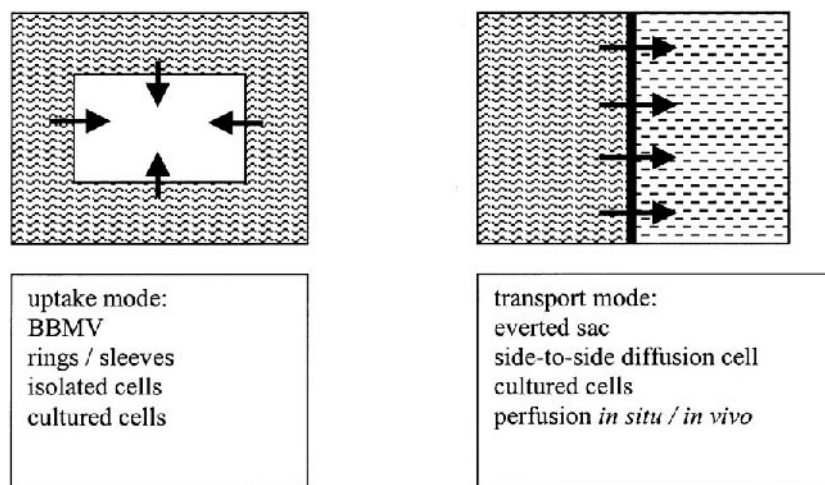 uptake mode:
BBMV
rings / sleeves
isolated cells
cultured cells
transport mode:
everted sac
side-to-side diffusion cell
cultured cells
perfusion in situ / in vivo